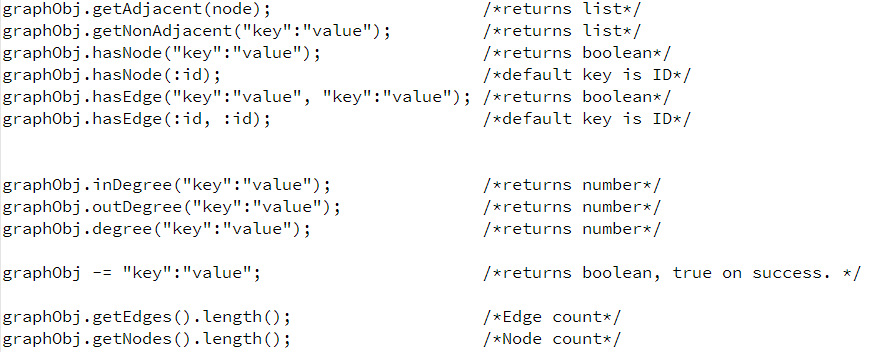 graphObj.getAdjacent(node); /*returns list*/
graphObj.getNonAdjacent("key":"value"); /*returns list*/
graphObj.hasNode("key":"value"); /*returns boolean*/
graphObj.hasNode(:id); /*default key is ID*/
graphObj.hasEdge("key":"value", "key":"value"); /*returns boolean*/
graphObj.hasEdge(:id, :id); /*default key is ID*/
graphObj.inDegree("key":"value"); /*returns number*/
graphObj.outDegree("key":"value"); /*returns number*/
graphObj.degree("key":"value"); /*returns number*/
graphObj -= "key":"value"; /*returns boolean, true on success. */
graphObj.getEdges().length(); /*Edge count*/
graphObj.getNodes().length(); /*Node count*/